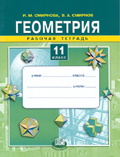 И. М. СМИРНОВА, В. А. СМИРНОВ
ГЕОМЕТРИЯ
РАБОЧАЯ ТЕТРАДЬ
11
КЛАСС